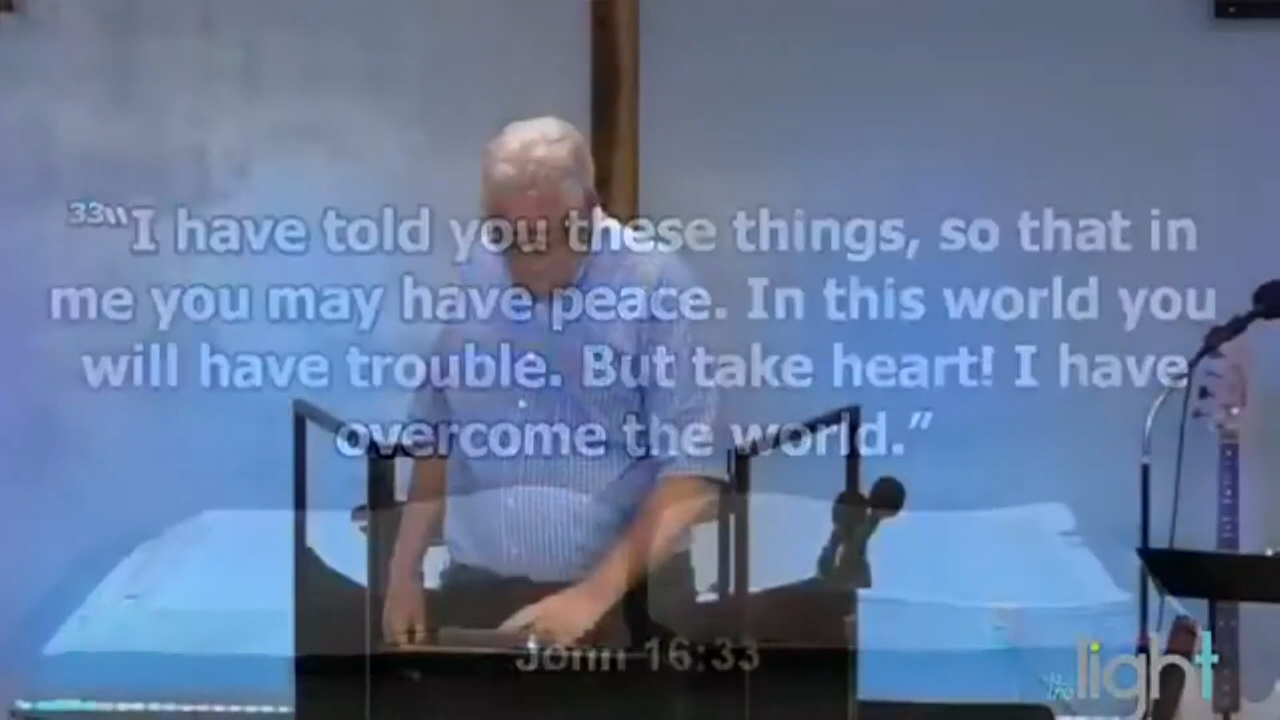 ³³“I have told you these things, so that in
me you may have peace. In this world you
will have trouble. But take heart! I have
overcome the world.”
John 16:33
the light